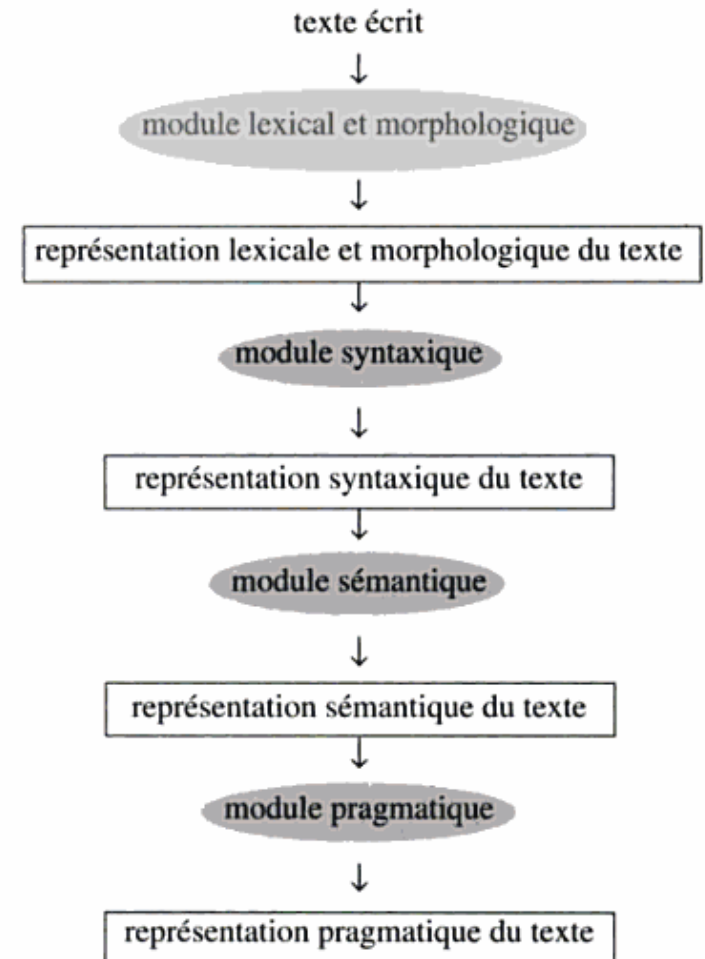 texte écrit
module lexical et morphologique
représentation lexicale et morphologique du texte
module syntaxique
représentation syntaxique du texte
module sémantique
représentation sémantique du texte
module pragmatique
représentation pragmatique du texte